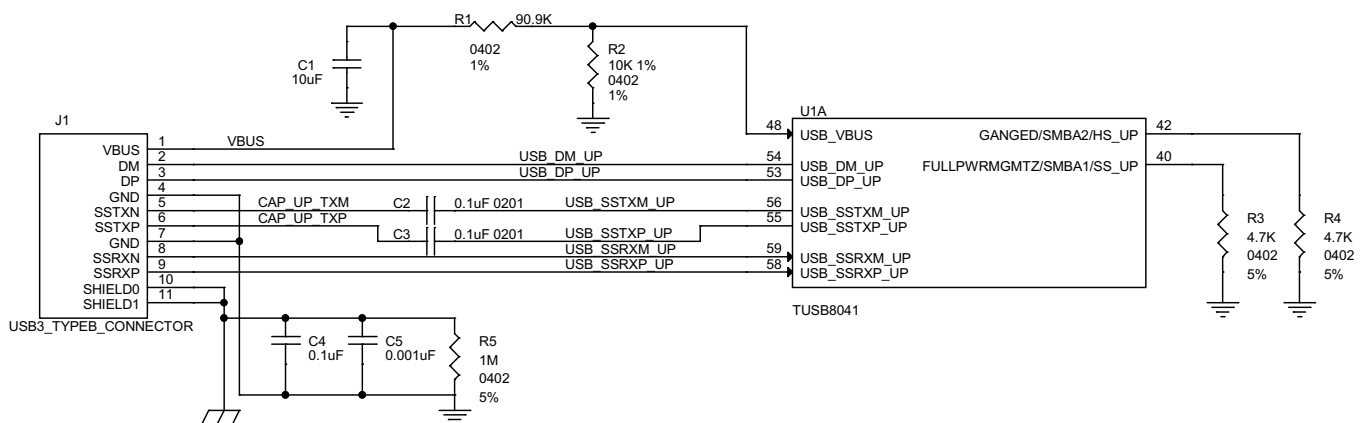 R1 90.9K
0402
1%
C1
10uF
R2
10K 1%
0402
1%
J1
VBUS
DM
DP
GND
SSTXN
SSTXP
GND
SSRXN
SSRXP
SHIELD0
SHIELD1
1
2
3
4
5
6
7
8
9
10
11
USB3_TYPEB_CONNECTOR
VBUS
USB_DM_UP
USB_DP_UP
CAP_UP_TXM
C2 0.1uF 0201
USB_SSTXM_UP
CAP_UP_TXP
C3 0.1uF 0201
USB_SSTXP_UP
USB_SSRXM_UP
USB_SSRXP_UP
U1A
48 USB_VBUS
54 USB_DM_UP
53 USB_DP_UP
56 USB_SSTXM_UP
55 USB_SSTXP_UP
59 USB_SSRXM_UP
58 USB_SSRXP_UP
GANGED/SMBA2/HS_UP 42
FULLPWRMGMTZ/SMBA1/SS_UP 40
TUSB8041
R3
4.7K
0402
5%
R4
4.7K
0402
5%
C4
0.1uF
C5
0.001uF
R5
1M
0402
5%